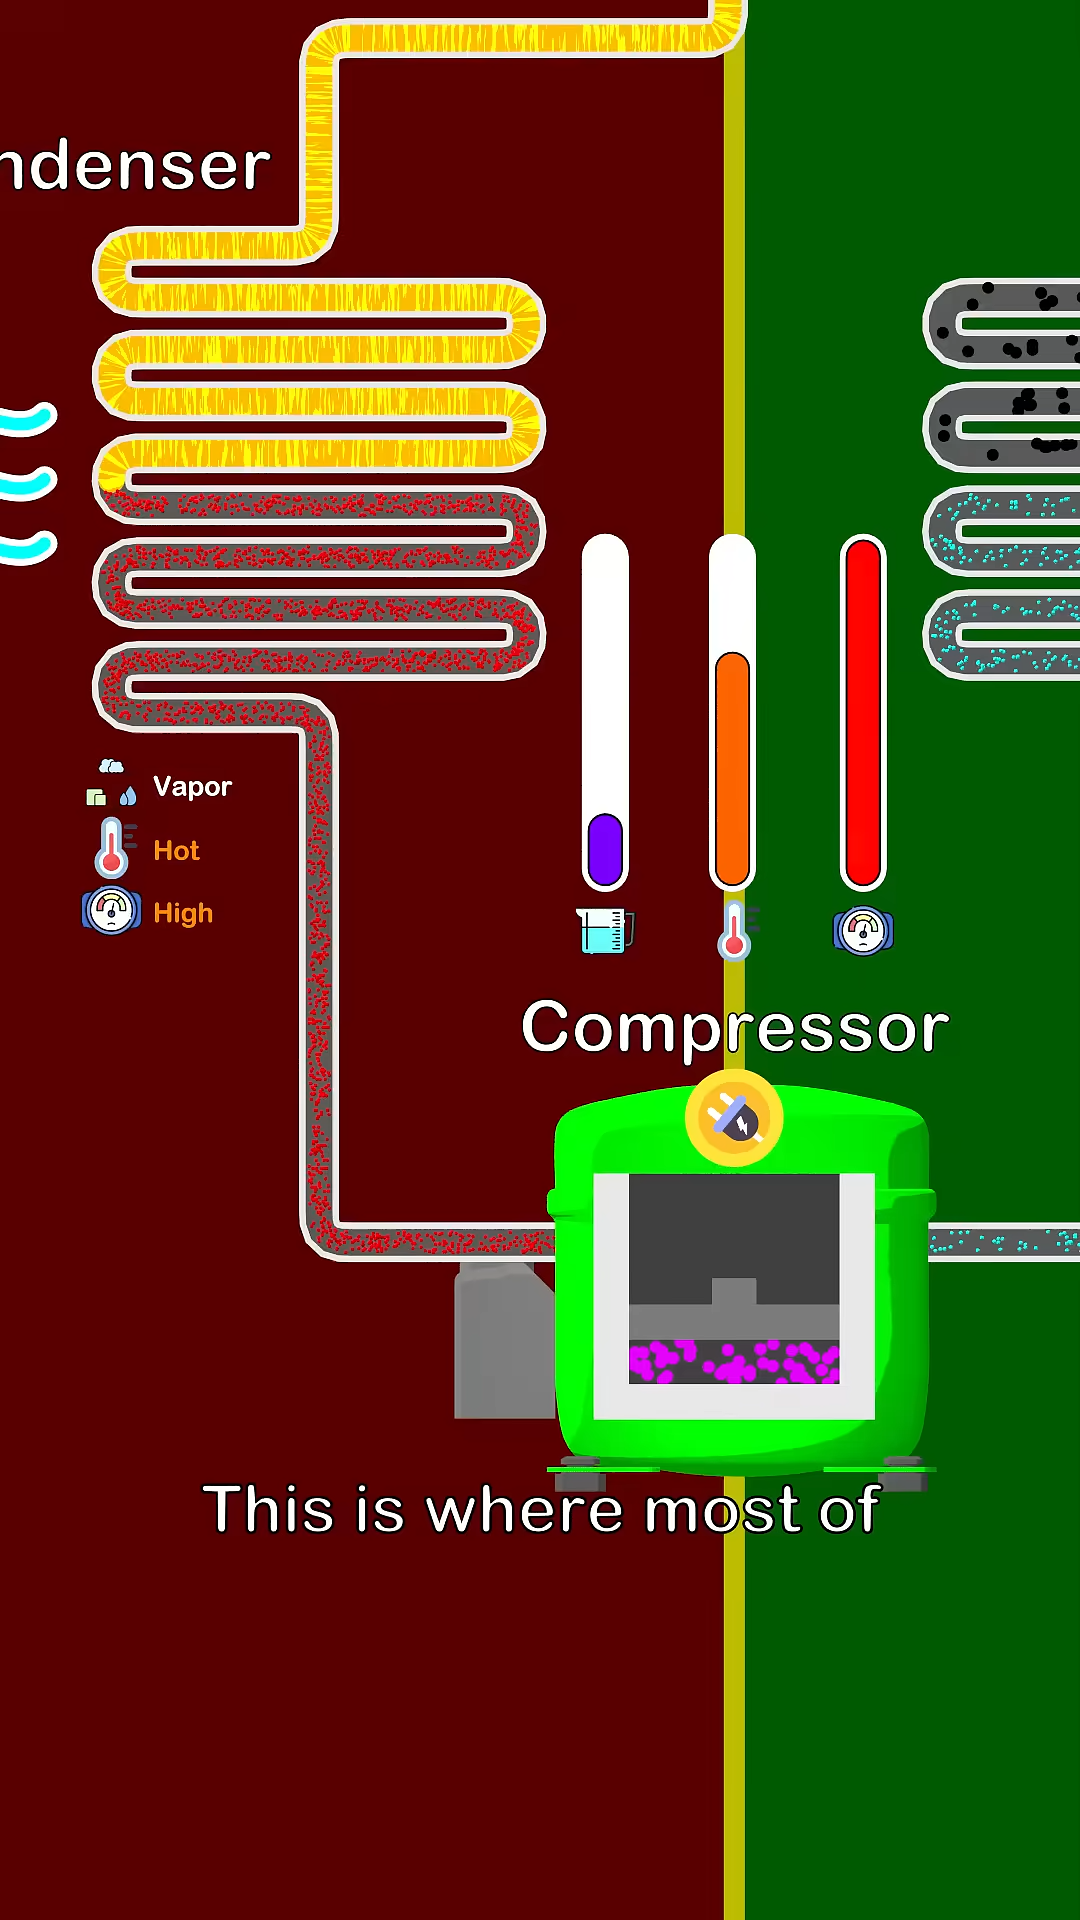 ndenser
Vapor
Hot
High
Compressor
This is where most of